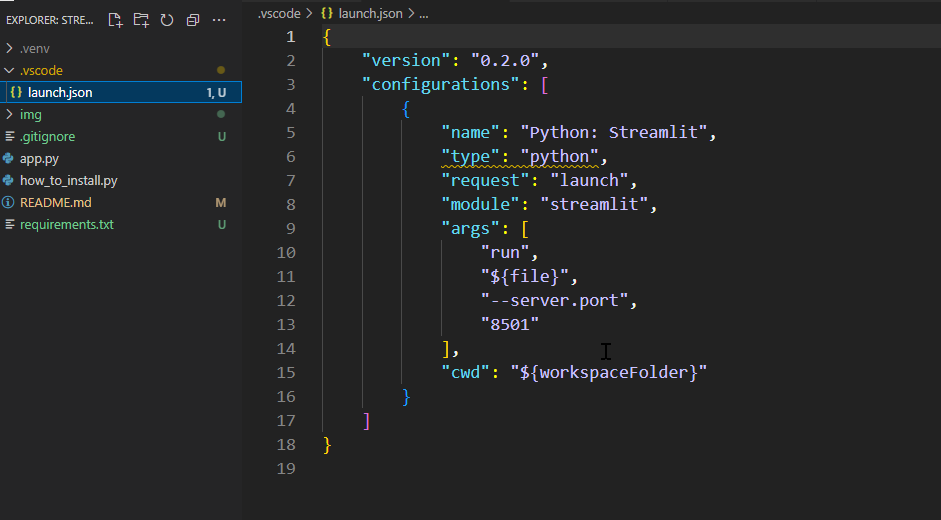 EXPLORER: STRE...
.venv
.vscode
{} launch.json 1, U
img
.gitignore U
app.py
how_to_install.py
README.md M
requirements.txt U
.vscode > {} launch.json > ...
1 {
2     "version": "0.2.0",
3     "configurations": [
4         {
5             "name": "Python: Streamlit",
6             "type": "python",
7             "request": "launch",
8             "module": "streamlit",
9             "args": [
10                 "run",
11                 "${file}",
12                 "--server.port",
13                 "8501"
14             ],
15             "cwd": "${workspaceFolder}"
16         }
17     ]
18 }
19